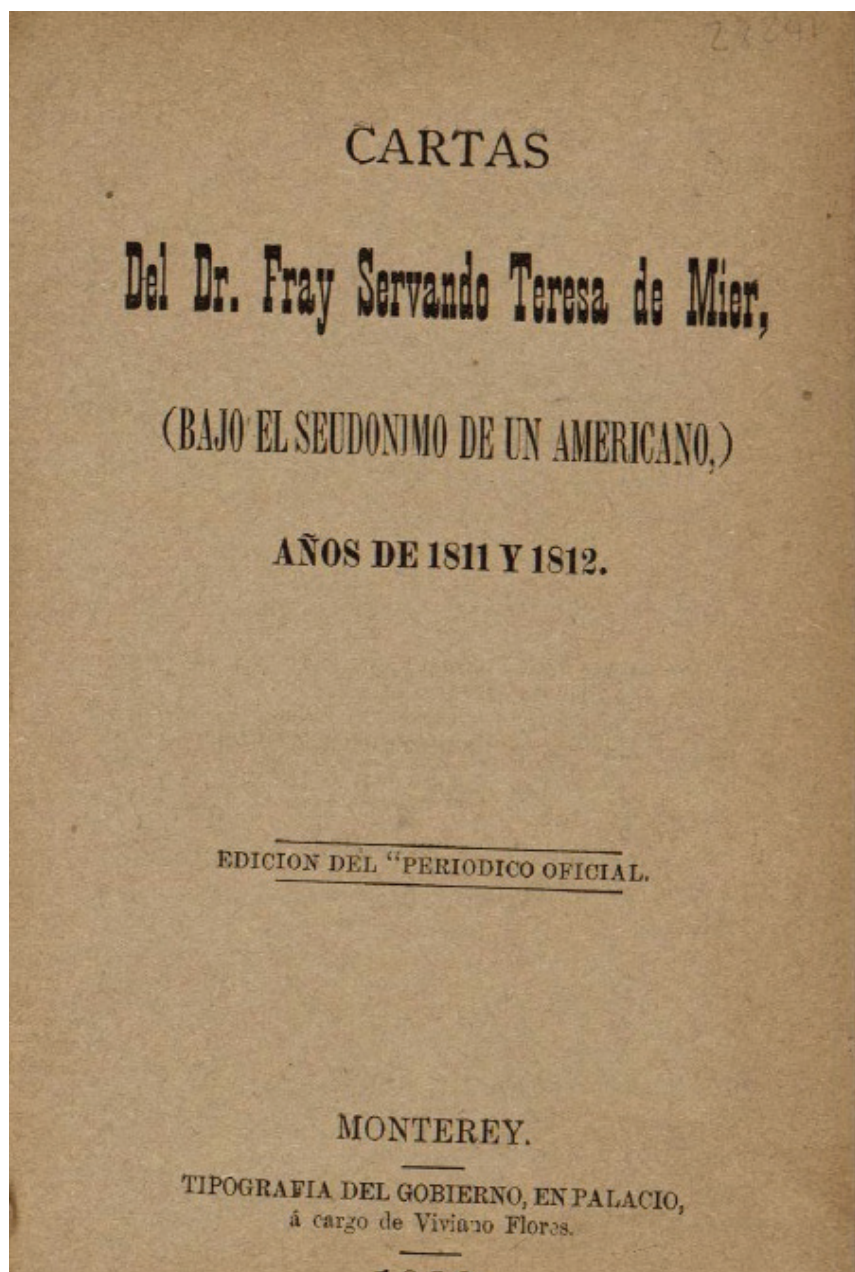 CARTAS
Del Dr. Fray Servando Teresa de Mier,
(BAJO EL SEUDONIMO DE UN AMERICANO,)
AÑOS DE 1811 Y 1812.
EDICION DEL "PERIODICO OFICIAL.
MONTEREY.
TIPOGRAFIA DEL GOBIERNO, EN PALACIO,
á cargo de Viviano Flores.